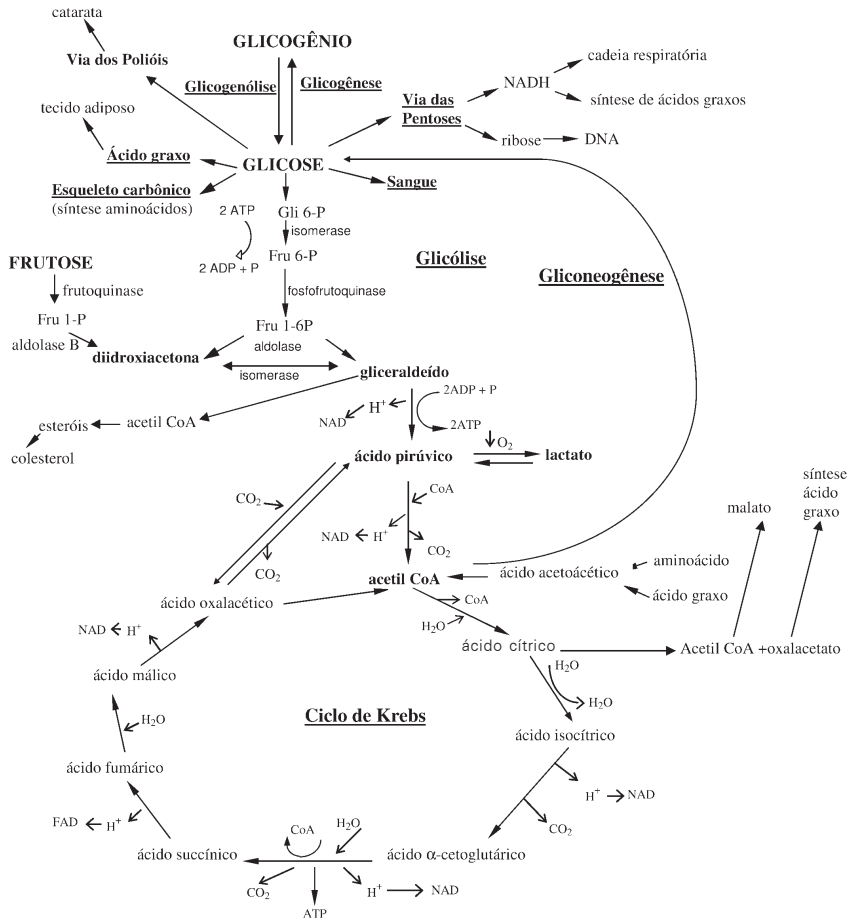 catarata
GLICOGÊNIO
Via dos Polióis
cadeia respiratória
Glicogenólise
Glicogênese
NADH
tecido adiposo
Via das
Pentoses
síntese de ácidos graxos
ribose
DNA
Ácido graxo
GLICOSE
Esqueleto carbônico
(síntese aminoácidos)
Sangue
2 ATP
Gli 6-P
isomerase
Fru 6-P
2 ADP + P
Glicólise
FRUTOSE
Gliconeogênese
frutoquinase
fosfofrutoquinase
Fru 1-P
Fru 1-6P
aldolase B
aldolase
diidroxiacetona
isomerase
gliceraldeído
2ADP + P
H+
NAD
2ATP
esteróis
acetil CoA
O2
colesterol
ácido pirúvico
lactato
CO2
CoA
NAD
H+
CO2
CO2
síntese
ácido
graxo
malato
acetil CoA
ácido acetoácético
aminoácido
ácido graxo
ácido oxalacético
CoA
H2O
NAD
H+
ácido cítrico
Acetil CoA +oxalacetato
H2O
H2O
ácido málico
H2O
Ciclo de Krebs
ácido isocítrico
ácido fumárico
H+
NAD
FAD
H+
CO2
CoA
H2O
ácido succínico
ácido α-cetoglutárico
CO2
ATP
H+
NAD